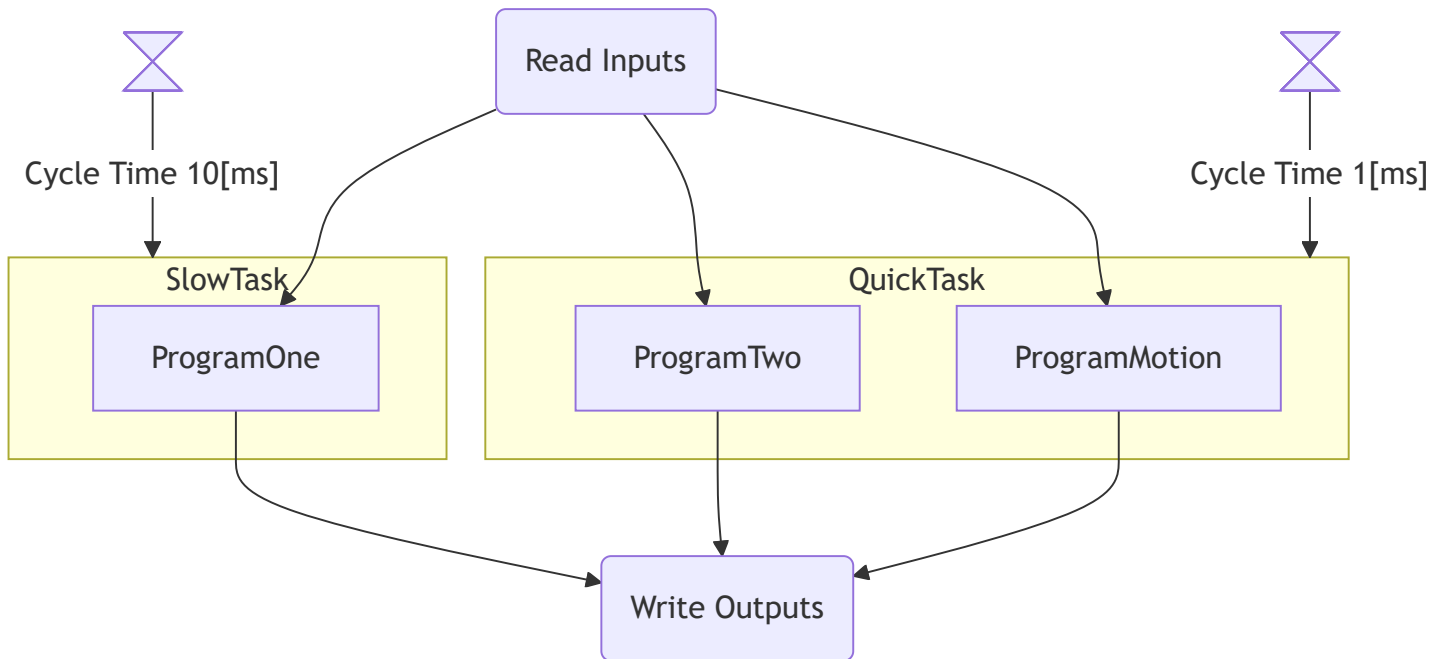 Read Inputs
Cycle Time 10[ms]
Cycle Time 1[ms]
SlowTask
QuickTask
ProgramOne
ProgramTwo
ProgramMotion
Write Outputs